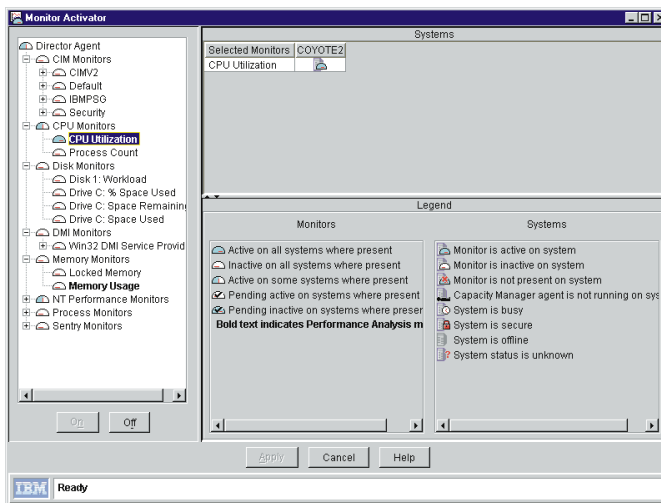 Monitor Activator
Director Agent
CIM Monitors
CIMV2
Default
IBMPSG
Security
CPU Monitors
CPU Utilization
Process Count
Disk Monitors
Disk 1: Workload
Drive C: % Space Used
Drive C: Space Remaining
Drive C: Space Used
DMI Monitors
Win32 DMI Service Provid
Memory Monitors
Locked Memory
Memory Usage
NT Performance Monitors
Process Monitors
Sentry Monitors
On Off
Systems
Selected Monitors COYOTE2
CPU Utilization
Legend
Monitors
Active on all systems where present
Inactive on all systems where present
Active on some systems where present
Pending active on systems where present
Pending inactive on systems where preser
Bold text indicates Performance Analysis m
Systems
Monitor is active on system
Monitor is inactive on system
Monitor is not present on system
Capacity Manager agent is not running on sys
System is busy
System is secure
System is offline
System status is unknown
Apply Cancel Help
IBM Ready